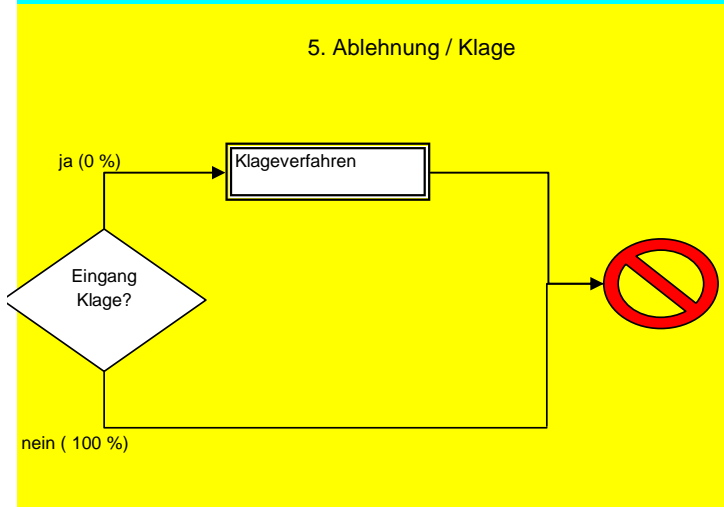 5. Ablehnung / Klage
ja (0 %)
Klageverfahren
Eingang
Klage?
nein ( 100 %)